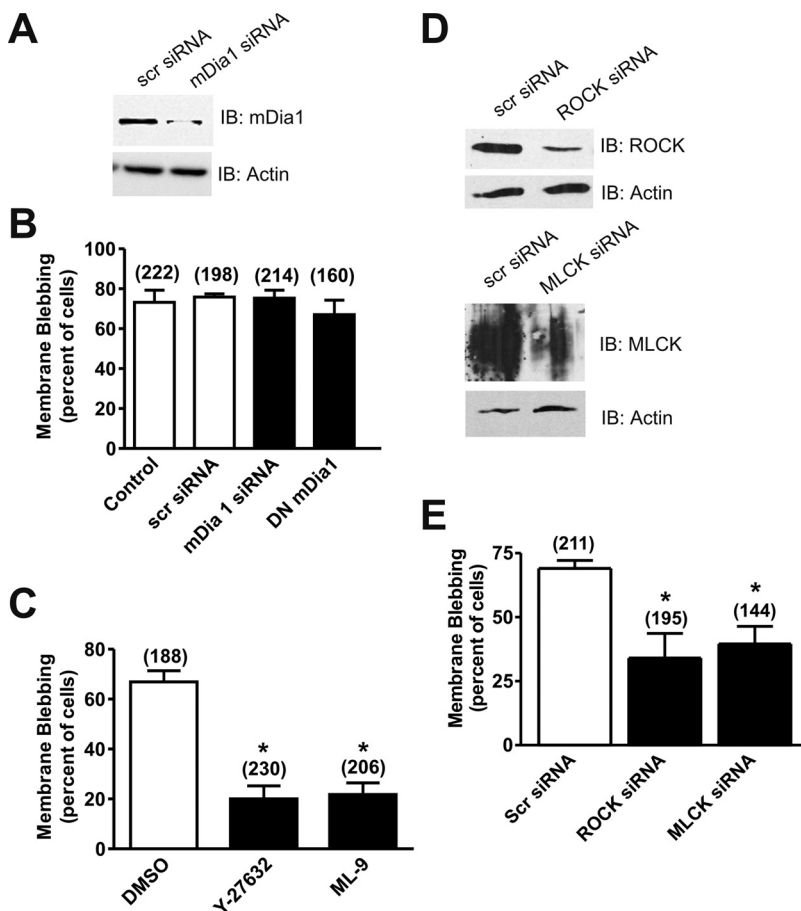 A
scr siRNA
mDia1 siRNA
IB: mDia1
IB: Actin
B
Membrane Blebbing
(percent of cells)
100
80
60
40
20
0
(222)
(198)
(214)
(160)
Control
scr siRNA
mDia 1 siRNA
DN mDia1
C
Membrane Blebbing
(percent of cells)
80
60
40
20
0
(188)
*
(230)
*
(206)
DMSO
Y-27632
ML-9
D
scr siRNA
ROCK siRNA
IB: ROCK
IB: Actin
scr siRNA
MLCK siRNA
IB: MLCK
IB: Actin
E
Membrane Blebbing
(percent of cells)
75
50
25
0
(211)
*
(195)
*
(144)
Scr siRNA
ROCK siRNA
MLCK siRNA